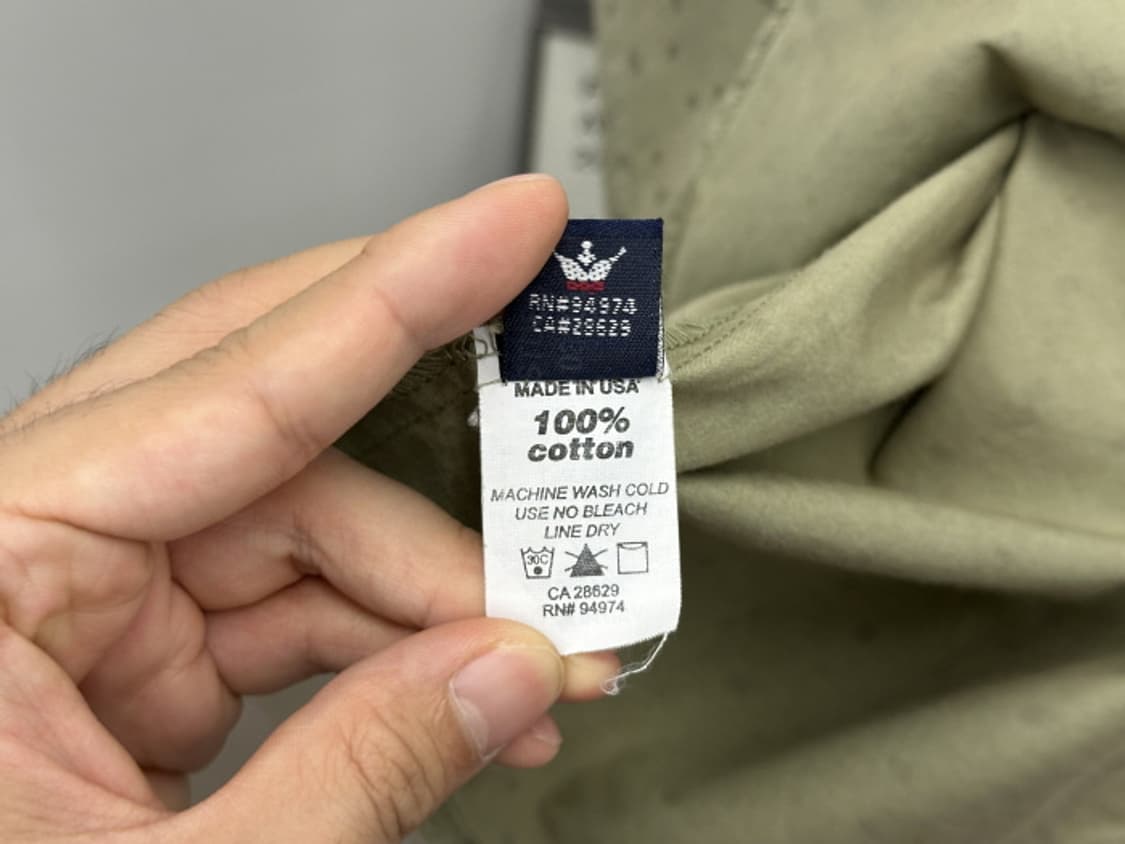 RN#94974
CA#28629
MADE IN USA
100%
cotton
MACHINE WASH COLD
USE NO BLEACH
LINE DRY
30C
CA 28629
RN# 94974